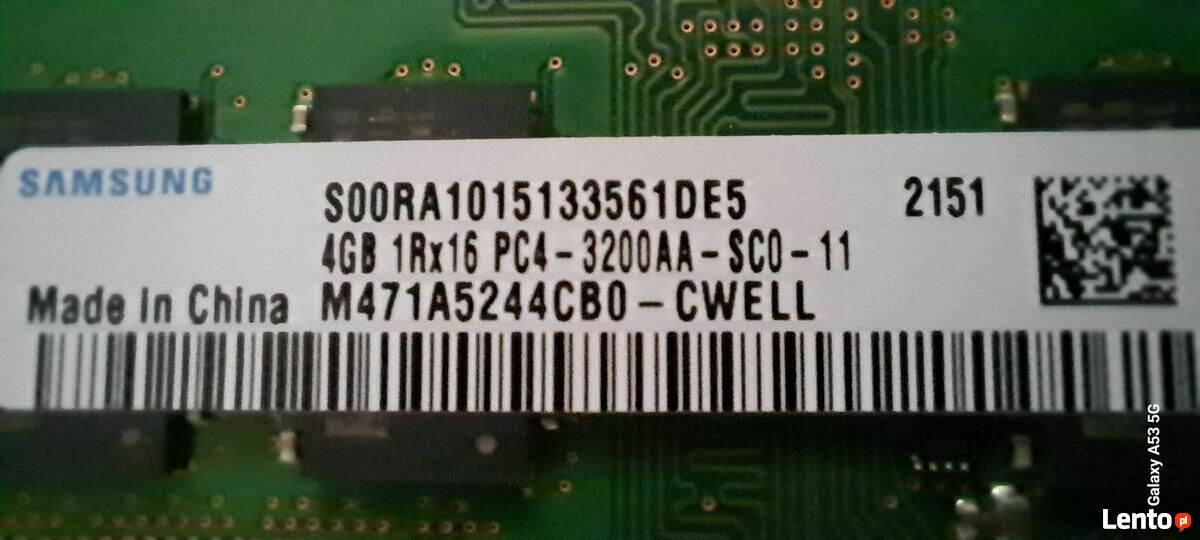 SAMSUNG
S00RA1015133561DE5
2151
4GB 1Rx16 PC4-3200AA-SC0-11
Made in China M471A5244CB0-CWELL
Galaxy A53 5G
Lento.pl